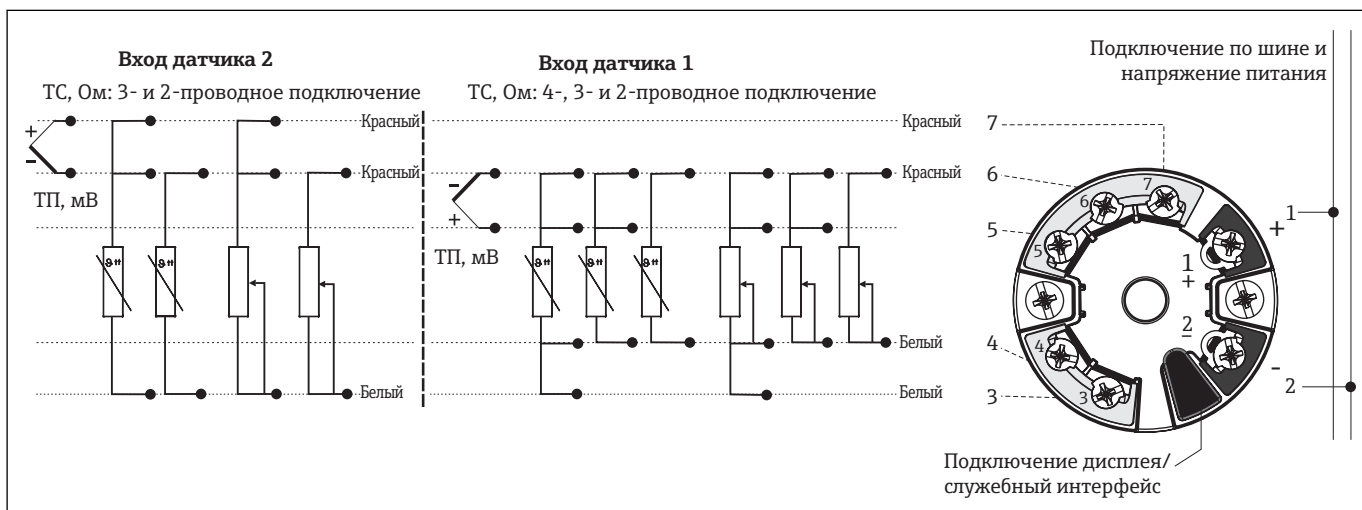 Вход датчика 2
ТС, Ом: 3- и 2-проводное подключение
Вход датчика 1
ТС, Ом: 4-, 3- и 2-проводное подключение
Подключение по шине и
напряжение питания
Красный
Красный
7
+
-
Красный
Красный
6
-
+
ТП, мВ
ТП, мВ
5
7
6
5
1
+
1
+
2
-
4
3
Белый
4
-
2
Белый
Белый
3
Подключение дисплея/
служебный интерфейс